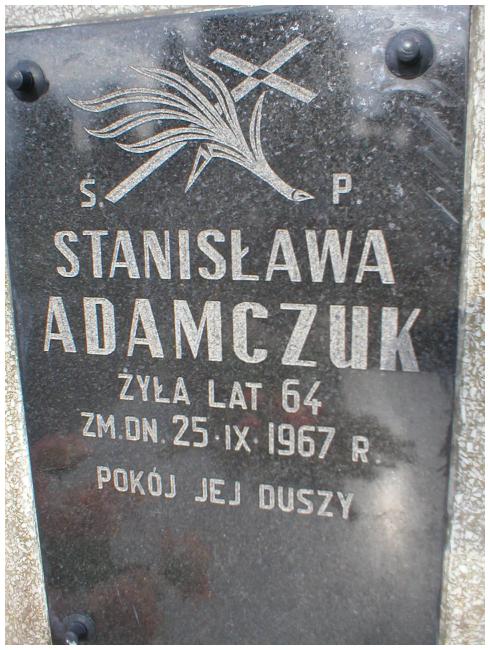 Ś. P
STANISŁAWA
ADAMCZUK
ŻYŁA LAT 64
ZM. DN. 25·IX·1967 R.
POKÓJ JEJ DUSZY